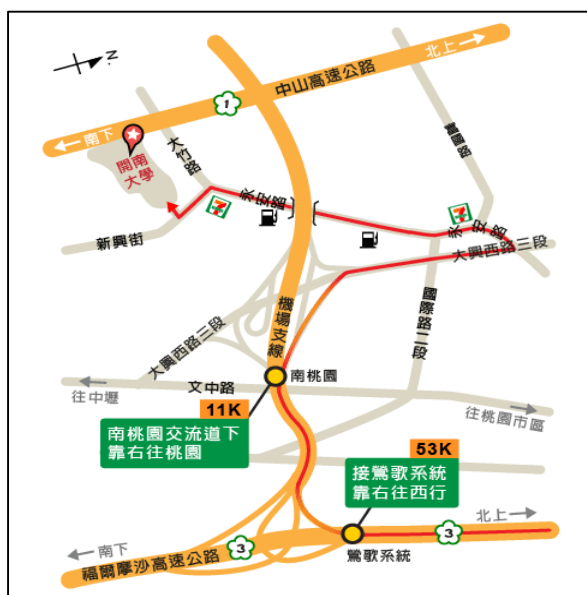 N
北上
中山高速公路
1
南下
開南
大學
大竹路
國國路
7
永安路
7
永安路
新興街
大興西路三段
機場支線
國際路二段
大興西路三段
南桃園
文中路
往中壢
往桃園市區
11K
南桃園交流道下
靠右往桃園
53K
接鶯歌系統
靠右往西行
北上
3
南下
3
鶯歌系統
福爾摩沙高速公路